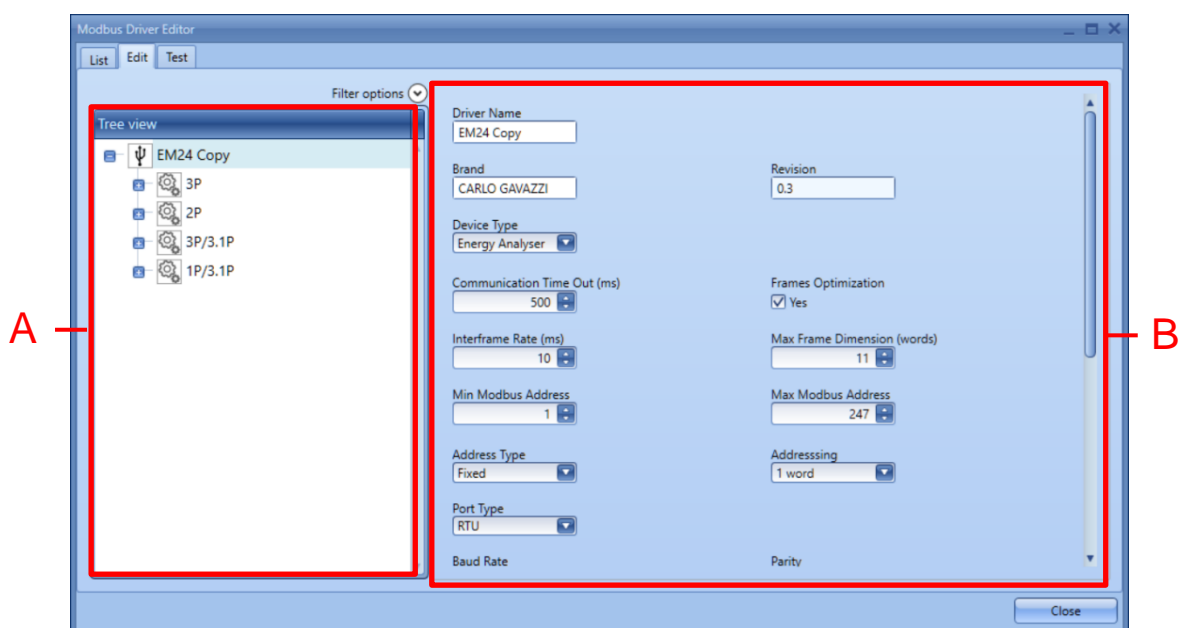 Modbus Driver Editor
List Edit Test
Filter options
Tree view
EM24 Copy
3P
2P
3P/3.1P
1P/3.1P
A
Driver Name
EM24 Copy
Brand Revision
CARLO GAVAZZI 0.3
Device Type
Energy Analyser
Communication Time Out (ms) Frames Optimization
500 Yes
Interframe Rate (ms) Max Frame Dimension (words)
10 11
Min Modbus Address Max Modbus Address
1 247
Address Type Addresssing
Fixed 1 word
Port Type
RTU
Baud Rate Parity
B
Close